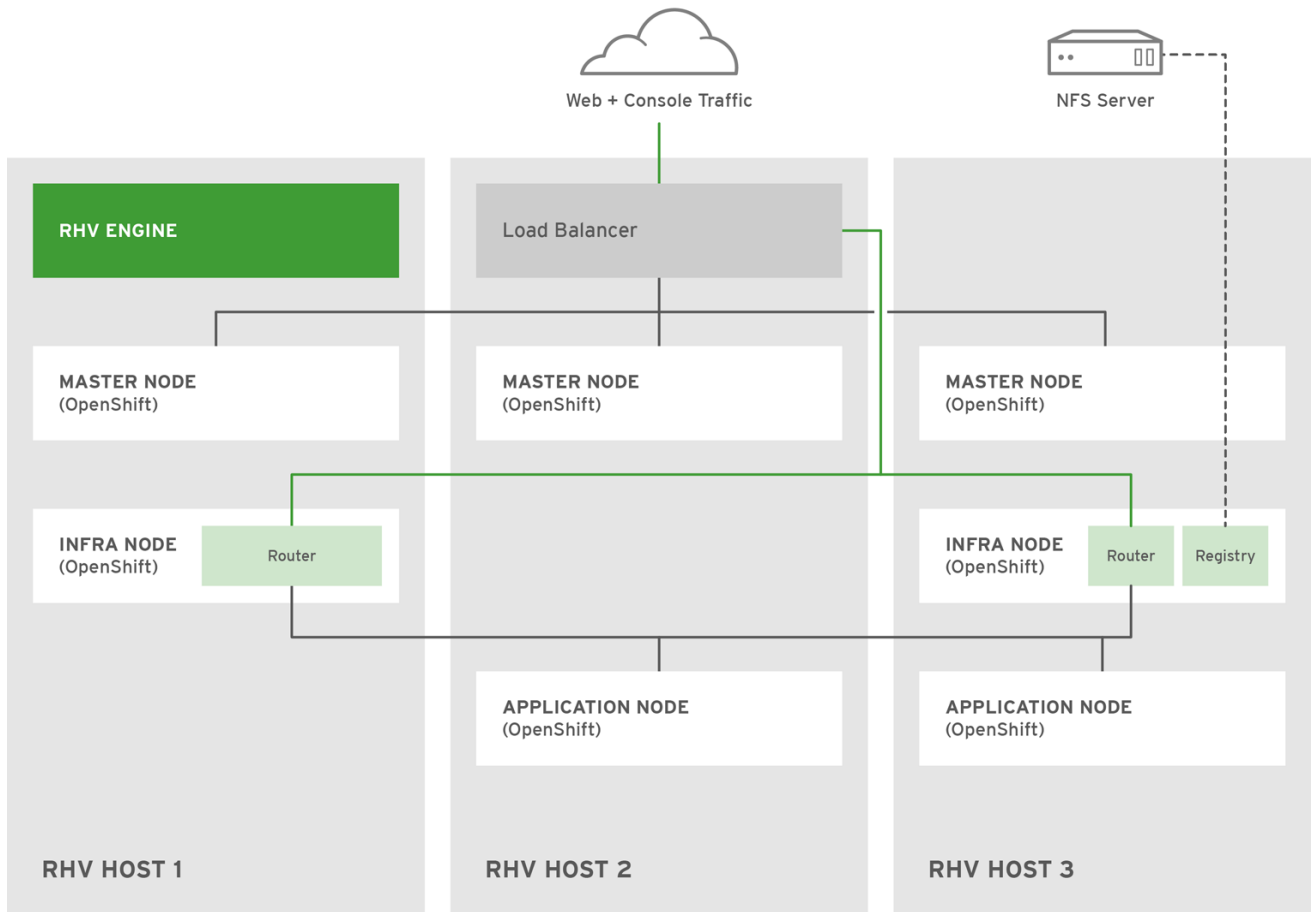 Web + Console Traffic
NFS Server
RHV ENGINE
Load Balancer
MASTER NODE
(OpenShift)
MASTER NODE
(OpenShift)
MASTER NODE
(OpenShift)
INFRA NODE
(OpenShift)
Router
INFRA NODE
(OpenShift)
Router
Registry
APPLICATION NODE
(OpenShift)
APPLICATION NODE
(OpenShift)
RHV HOST 1
RHV HOST 2
RHV HOST 3